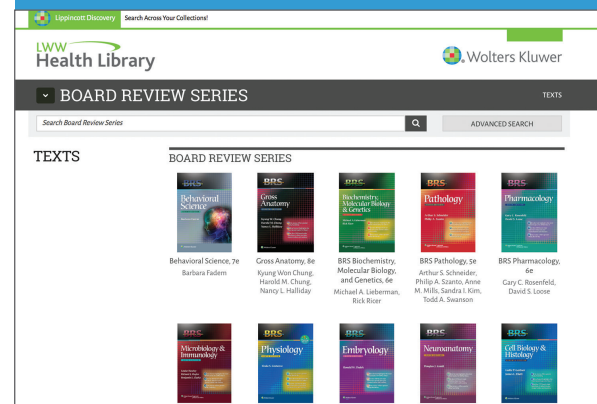 Lippincott Discovery Search Across Your Collections!
LWW
Health Library
Wolters Kluwer
BOARD REVIEW SERIES
TEXTS
Search Board Review Series
ADVANCED SEARCH
TEXTS
BOARD REVIEW SERIES
BRS
Behavioral
Science
BRS
Gross
Anatomy
BRS
Biochemistry,
Molecular Biology
& Genetics
BRS
Pathology
BRS
Pharmacology
Behavioral Science, 7e
Barbara Fadem
Gross Anatomy, 8e
Kyung Won Chung,
Harold M. Chung,
Nancy L. Halliday
BRS Biochemistry,
Molecular Biology,
and Genetics, 6e
Michael A. Lieberman,
Rick Ricer
BRS Pathology, 5e
Arthur S. Schneider,
Philip A. Szanto, Anne
M. Mills, Sandra I. Kim,
Todd A. Swanson
BRS Pharmacology,
6e
Gary C. Rosenfeld,
David S. Loose
BRS
Microbiology &
Immunology
BRS
Physiology
BRS
Embryology
BRS
Neuroanatomy
BRS
Cell Biology &
Histology